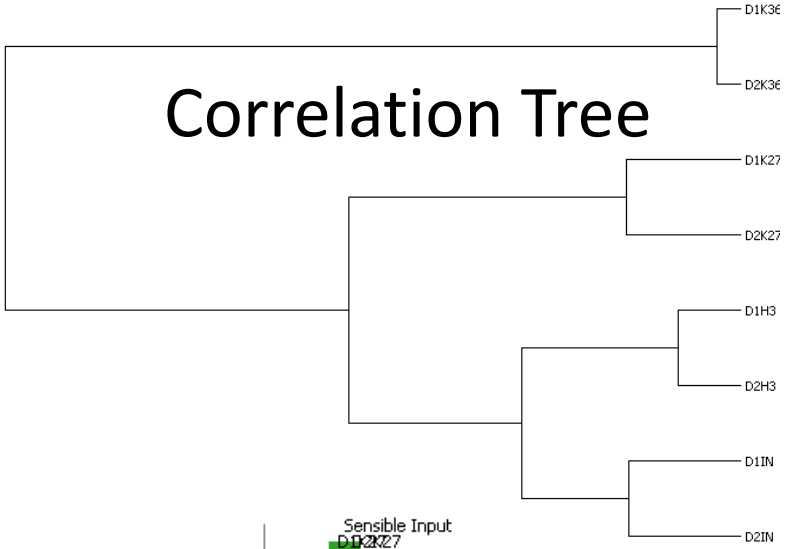 D1K36
D2K36
Correlation Tree
D1K27
D2K27
D1H3
D2H3
D1IN
D2IN
Sensible Input